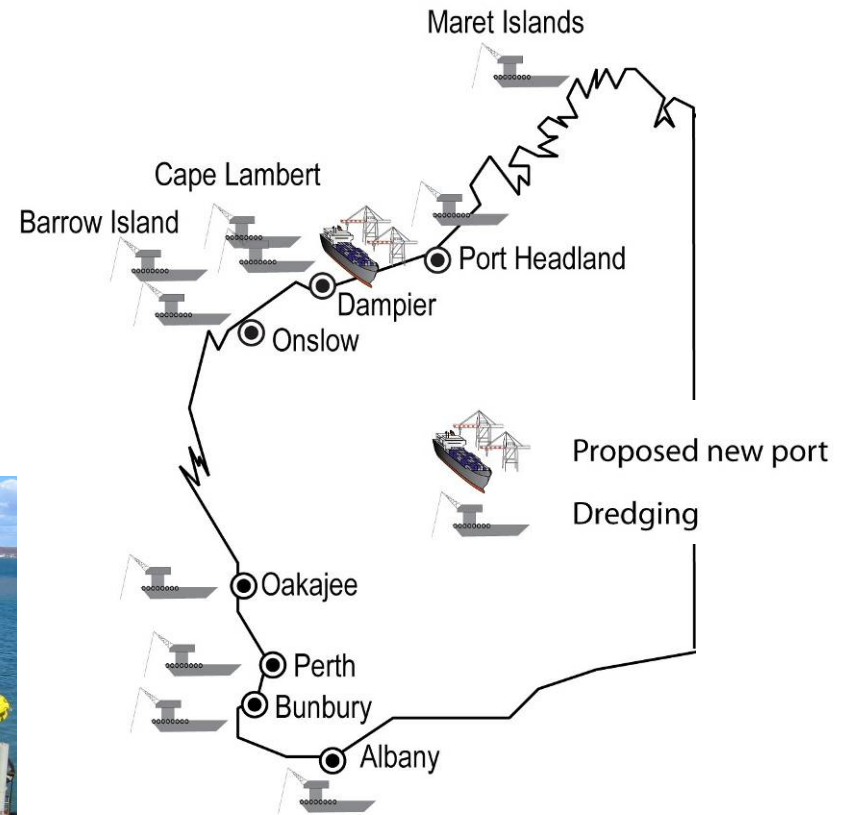 Maret Islands
Cape Lambert
Barrow Island
Port Headland
Dampier
Onslow
Proposed new port
Dredging
Oakajee
Perth
Bunbury
Albany